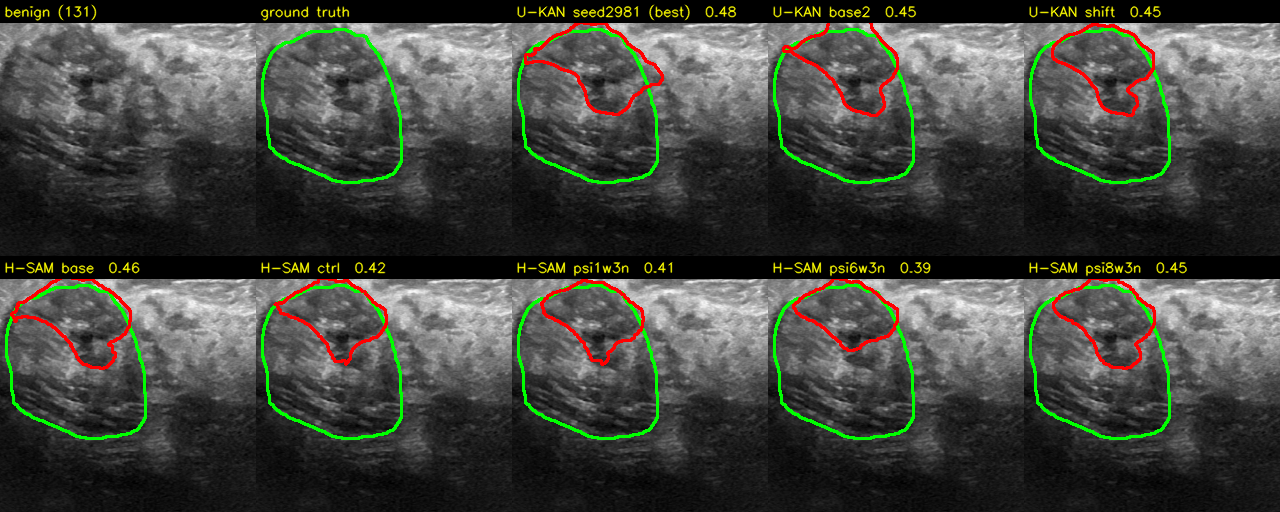 benign (131)
ground truth
U-KAN seed2981 (best) 0.48
U-KAN base2 0.45
U-KAN shift 0.45
H-SAM base 0.46
H-SAM ctrl 0.42
H-SAM psi1w3n 0.41
H-SAM psi6w3n 0.39
H-SAM psi8w3n 0.45